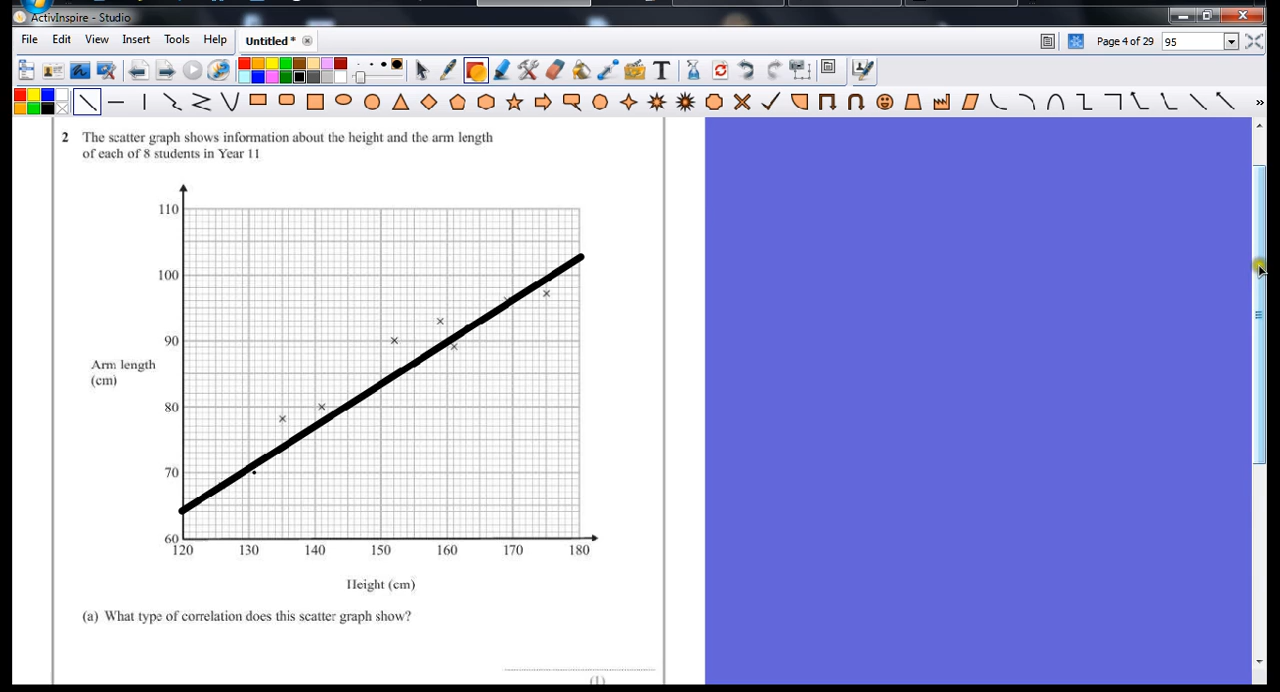 ActivInspire - Studio
File Edit View Insert Tools Help Untitled * Page 4 of 29 95
2 The scatter graph shows information about the height and the arm length
of each of 8 students in Year 11
110
100
90
Arm length
(cm)
80
70
60
120 130 140 150 160 170 180
Height (cm)
(a) What type of correlation does this scatter graph show?
(1)